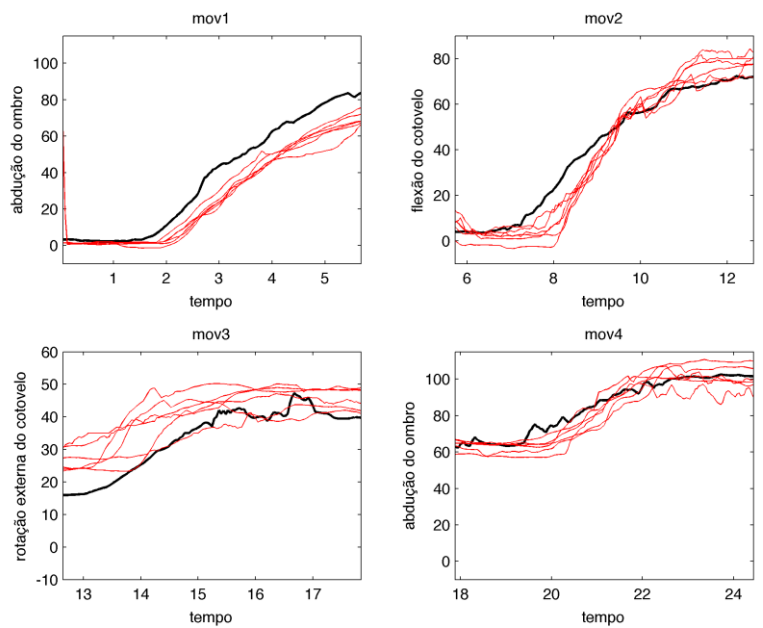 mov1
abdução do ombro
100
80
60
40
20
0
1 2 3 4 5
tempo
mov2
flexão do cotovelo
80
60
40
20
0
6 8 10 12
tempo
mov3
rotação externa do cotovelo
60
50
40
30
20
10
0
-10
13 14 15 16 17
tempo
mov4
abdução do ombro
100
80
60
40
20
0
18 20 22 24
tempo